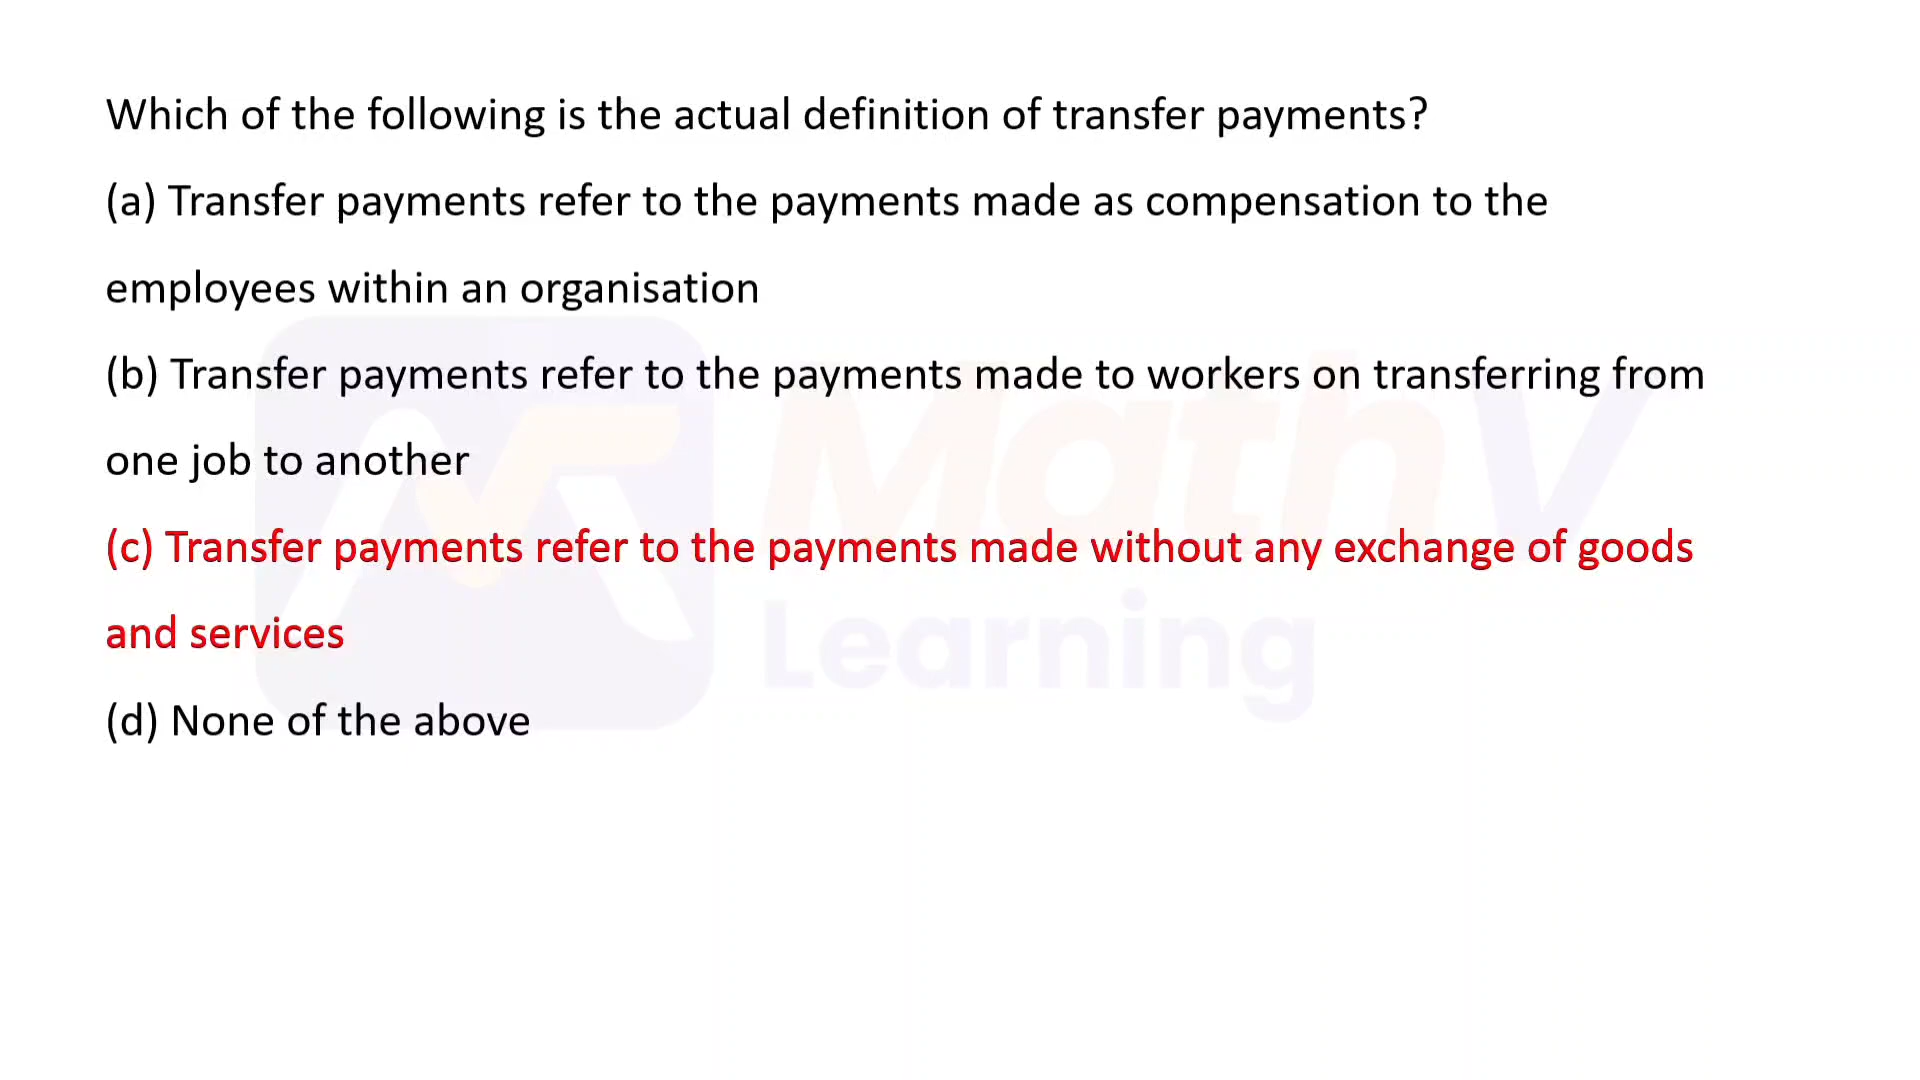 Which of the following is the actual definition of transfer payments?
(a) Transfer payments refer to the payments made as compensation to the
employees within an organisation
(b) Transfer payments refer to the payments made to workers on transferring from
one job to another
(c) Transfer payments refer to the payments made without any exchange of goods
and services
(d) None of the above
MathV
Learning